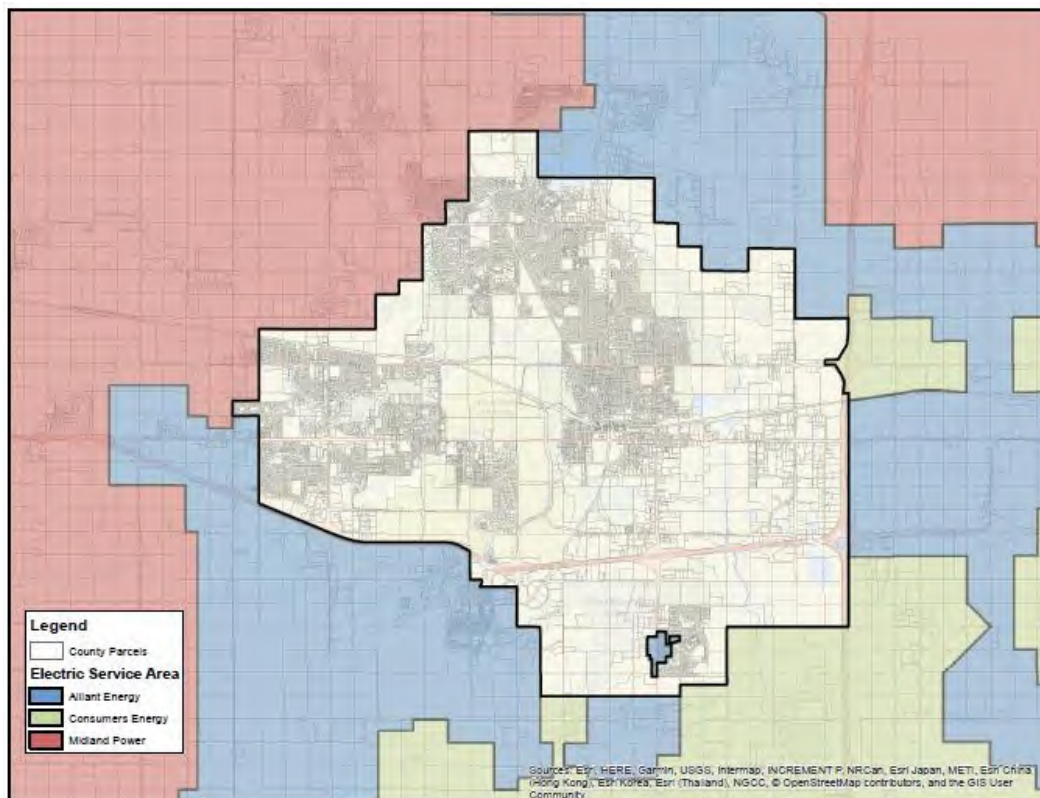 Ames
Legend
County Parcels
Electric Service Area
Alliant Energy
Consumers Energy
Midland Power
Sources: Esri, HERE, Garmin, USGS, Intermap, INCREMENT P, NRCan, Esri Japan, METI, Esri China
(Hong Kong), Esri Korea, Esri (Thailand), NGCC, © OpenStreetMap contributors, and the GIS User
Community